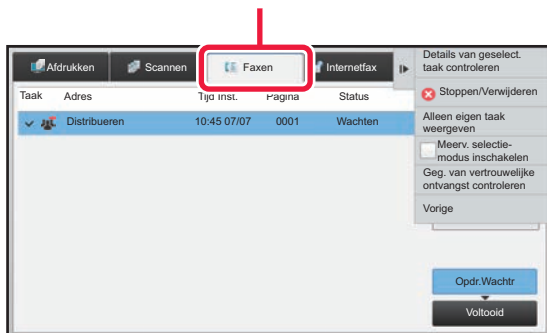 Afdrukken Scannen Faxen Internetfax
Taak Adres Tijd Inst. Pagina Status
Distribueren 10:45 07/07 0001 Wachten
Details van geselect.
taak controleren
Stoppen/Verwijderen
Alleen eigen taak
weergeven
Meerv. selectie-
modus inschakelen
Geg. van vertrouwelijke
ontvangst controleren
Vorige
Opdr.Wachtr
Voltooid